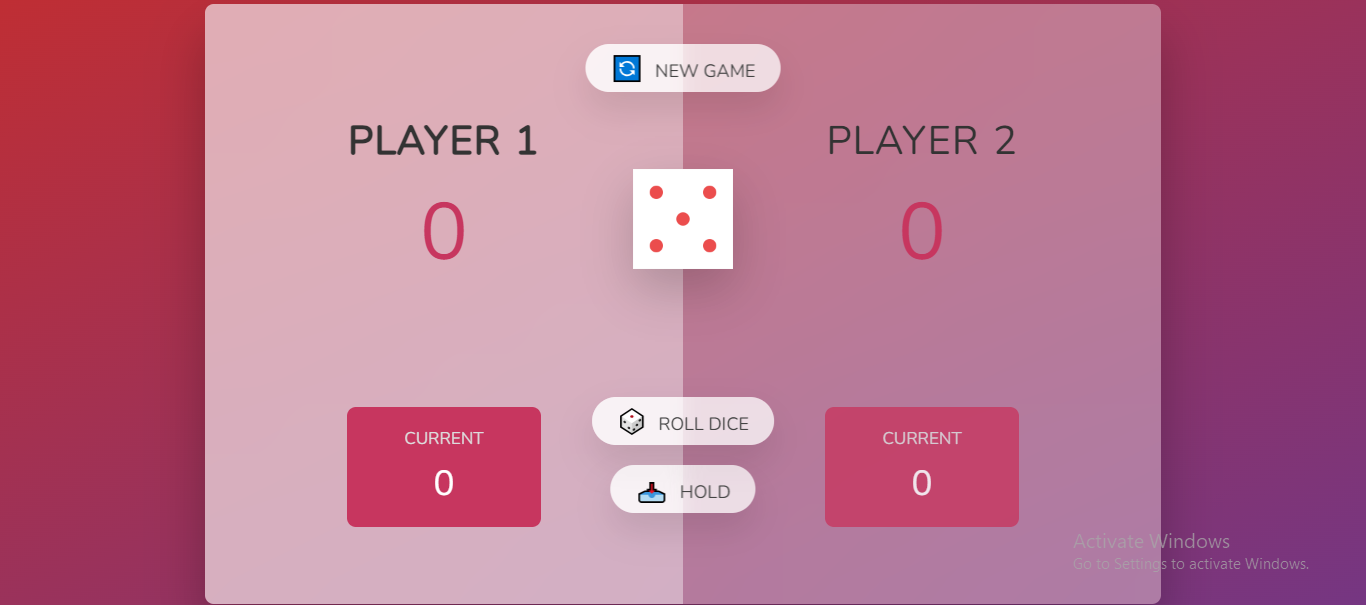 NEW GAME
PLAYER 1
0
PLAYER 2
0
CURRENT
0
ROLL DICE
HOLD
CURRENT
0
Activate Windows
Go to Settings to activate Windows.